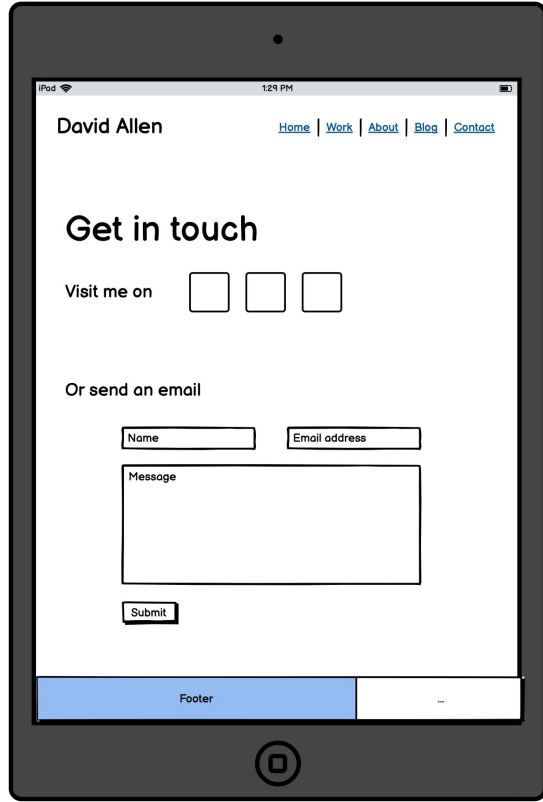 iPad 1:29 PM
David Allen Home | Work | About | Blog | Contact
Get in touch
Visit me on
Or send an email
Name Email address
Message
Submit
Footer ...